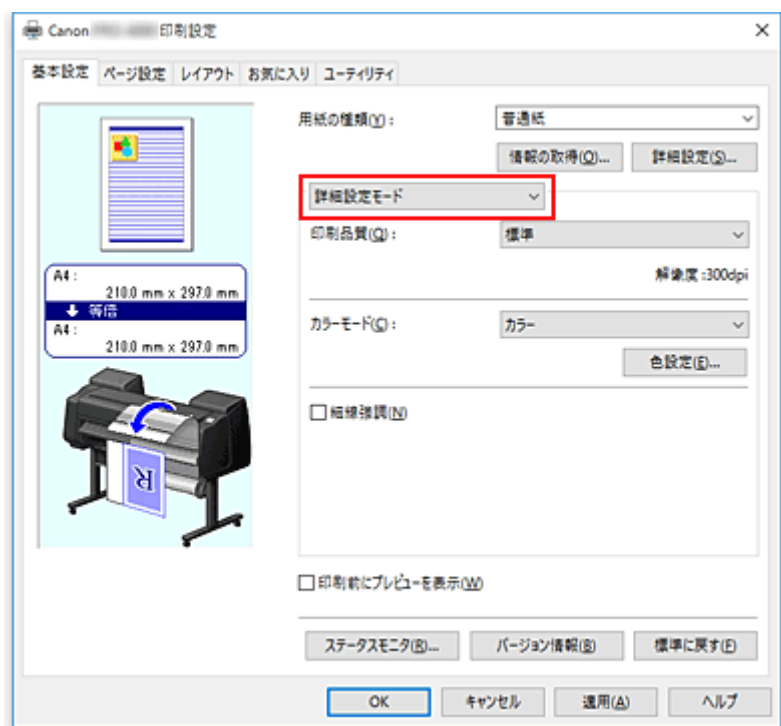 Canon 印刷設定
基本設定 ページ設定 レイアウト お気に入り ユーティリティ
用紙の種類(Y): 普通紙
情報の取得(O)... 詳細設定(S)...
詳細設定モード
印刷品質(Q): 標準
解像度:300dpi
A4:
210.0 mm x 297.0 mm
等倍
A4:
210.0 mm x 297.0 mm
カラーモード(C): カラー
色設定(E)...
細線強調(N)
R
印刷前にプレビューを表示(W)
ステータスモニタ(R)... バージョン情報(B) 標準に戻す(F)
OK キャンセル 適用(A) ヘルプ